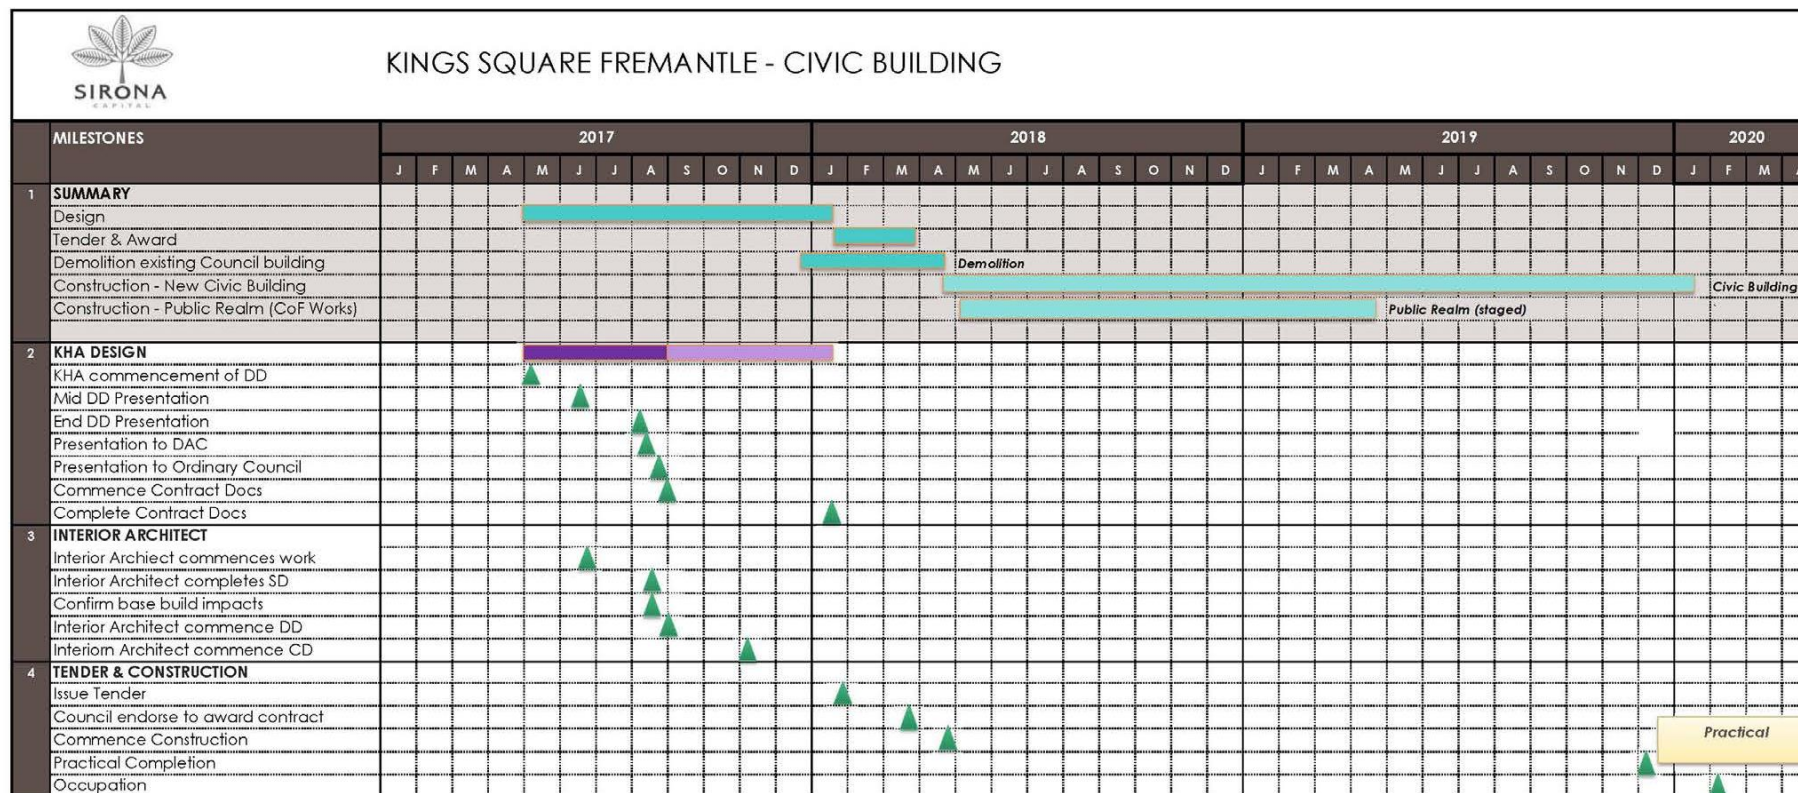 SIRONA
CAPITAL
KINGS SQUARE FREMANTLE - CIVIC BUILDING
MILESTONES 2017 2018 2019 2020
J F M A M J J A S O N D J F M A M J J A S O N D J F M A M J J A S O N D J F M
1 SUMMARY
Design
Tender & Award
Demolition existing Council building Demolition
Construction - New Civic Building Civic Building
Construction - Public Realm (CoF Works) Public Realm (staged)
2 KHA DESIGN
KHA commencement of DD
Mid DD Presentation
End DD Presentation
Presentation to DAC
Presentation to Ordinary Council
Commence Contract Docs
Complete Contract Docs
3 INTERIOR ARCHITECT
Interior Archiect commences work
Interior Architect completes SD
Confirm base build impacts
Interior Architect commence DD
Interiorn Architect commence CD
4 TENDER & CONSTRUCTION
Issue Tender
Council endorse to award contract
Commence Construction Practical
Practical Completion
Occupation